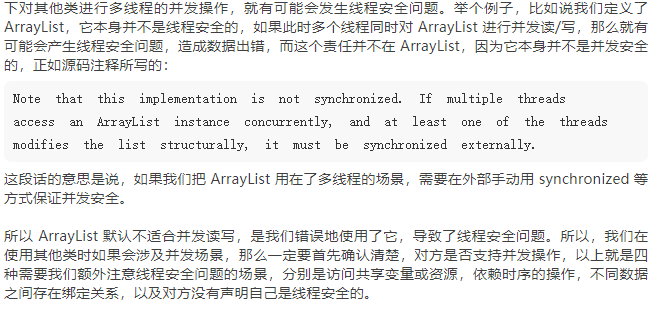 下对其他类进行多线程的并发操作，就有可能会发生线程安全问题。举个例子，比如说我们定义了
ArrayList，它本身并不是线程安全的，如果此时多个线程同时对 ArrayList 进行并发读/写，那么就有
可能会产生线程安全问题，造成数据出错，而这个责任并不在 ArrayList，因为它本身并不是并发安全
的，正如源码注释所写的：
Note that this implementation is not synchronized. If multiple threads
access an ArrayList instance concurrently, and at least one of the threads
modifies the list structurally, it must be synchronized externally.
这段话的意思是说，如果我们把 ArrayList 用在了多线程的场景，需要在外部手动用 synchronized 等
方式保证并发安全。
所以 ArrayList 默认不适合并发读写，是我们错误地使用了它，导致了线程安全问题。所以，我们在
使用其他类时如果会涉及并发场景，那么一定要首先确认清楚，对方是否支持并发操作，以上就是四
种需要我们额外注意线程安全问题的场景，分别是访问共享变量或资源，依赖时序的操作，不同数据
之间存在绑定关系，以及对方没有声明自己是线程安全的。